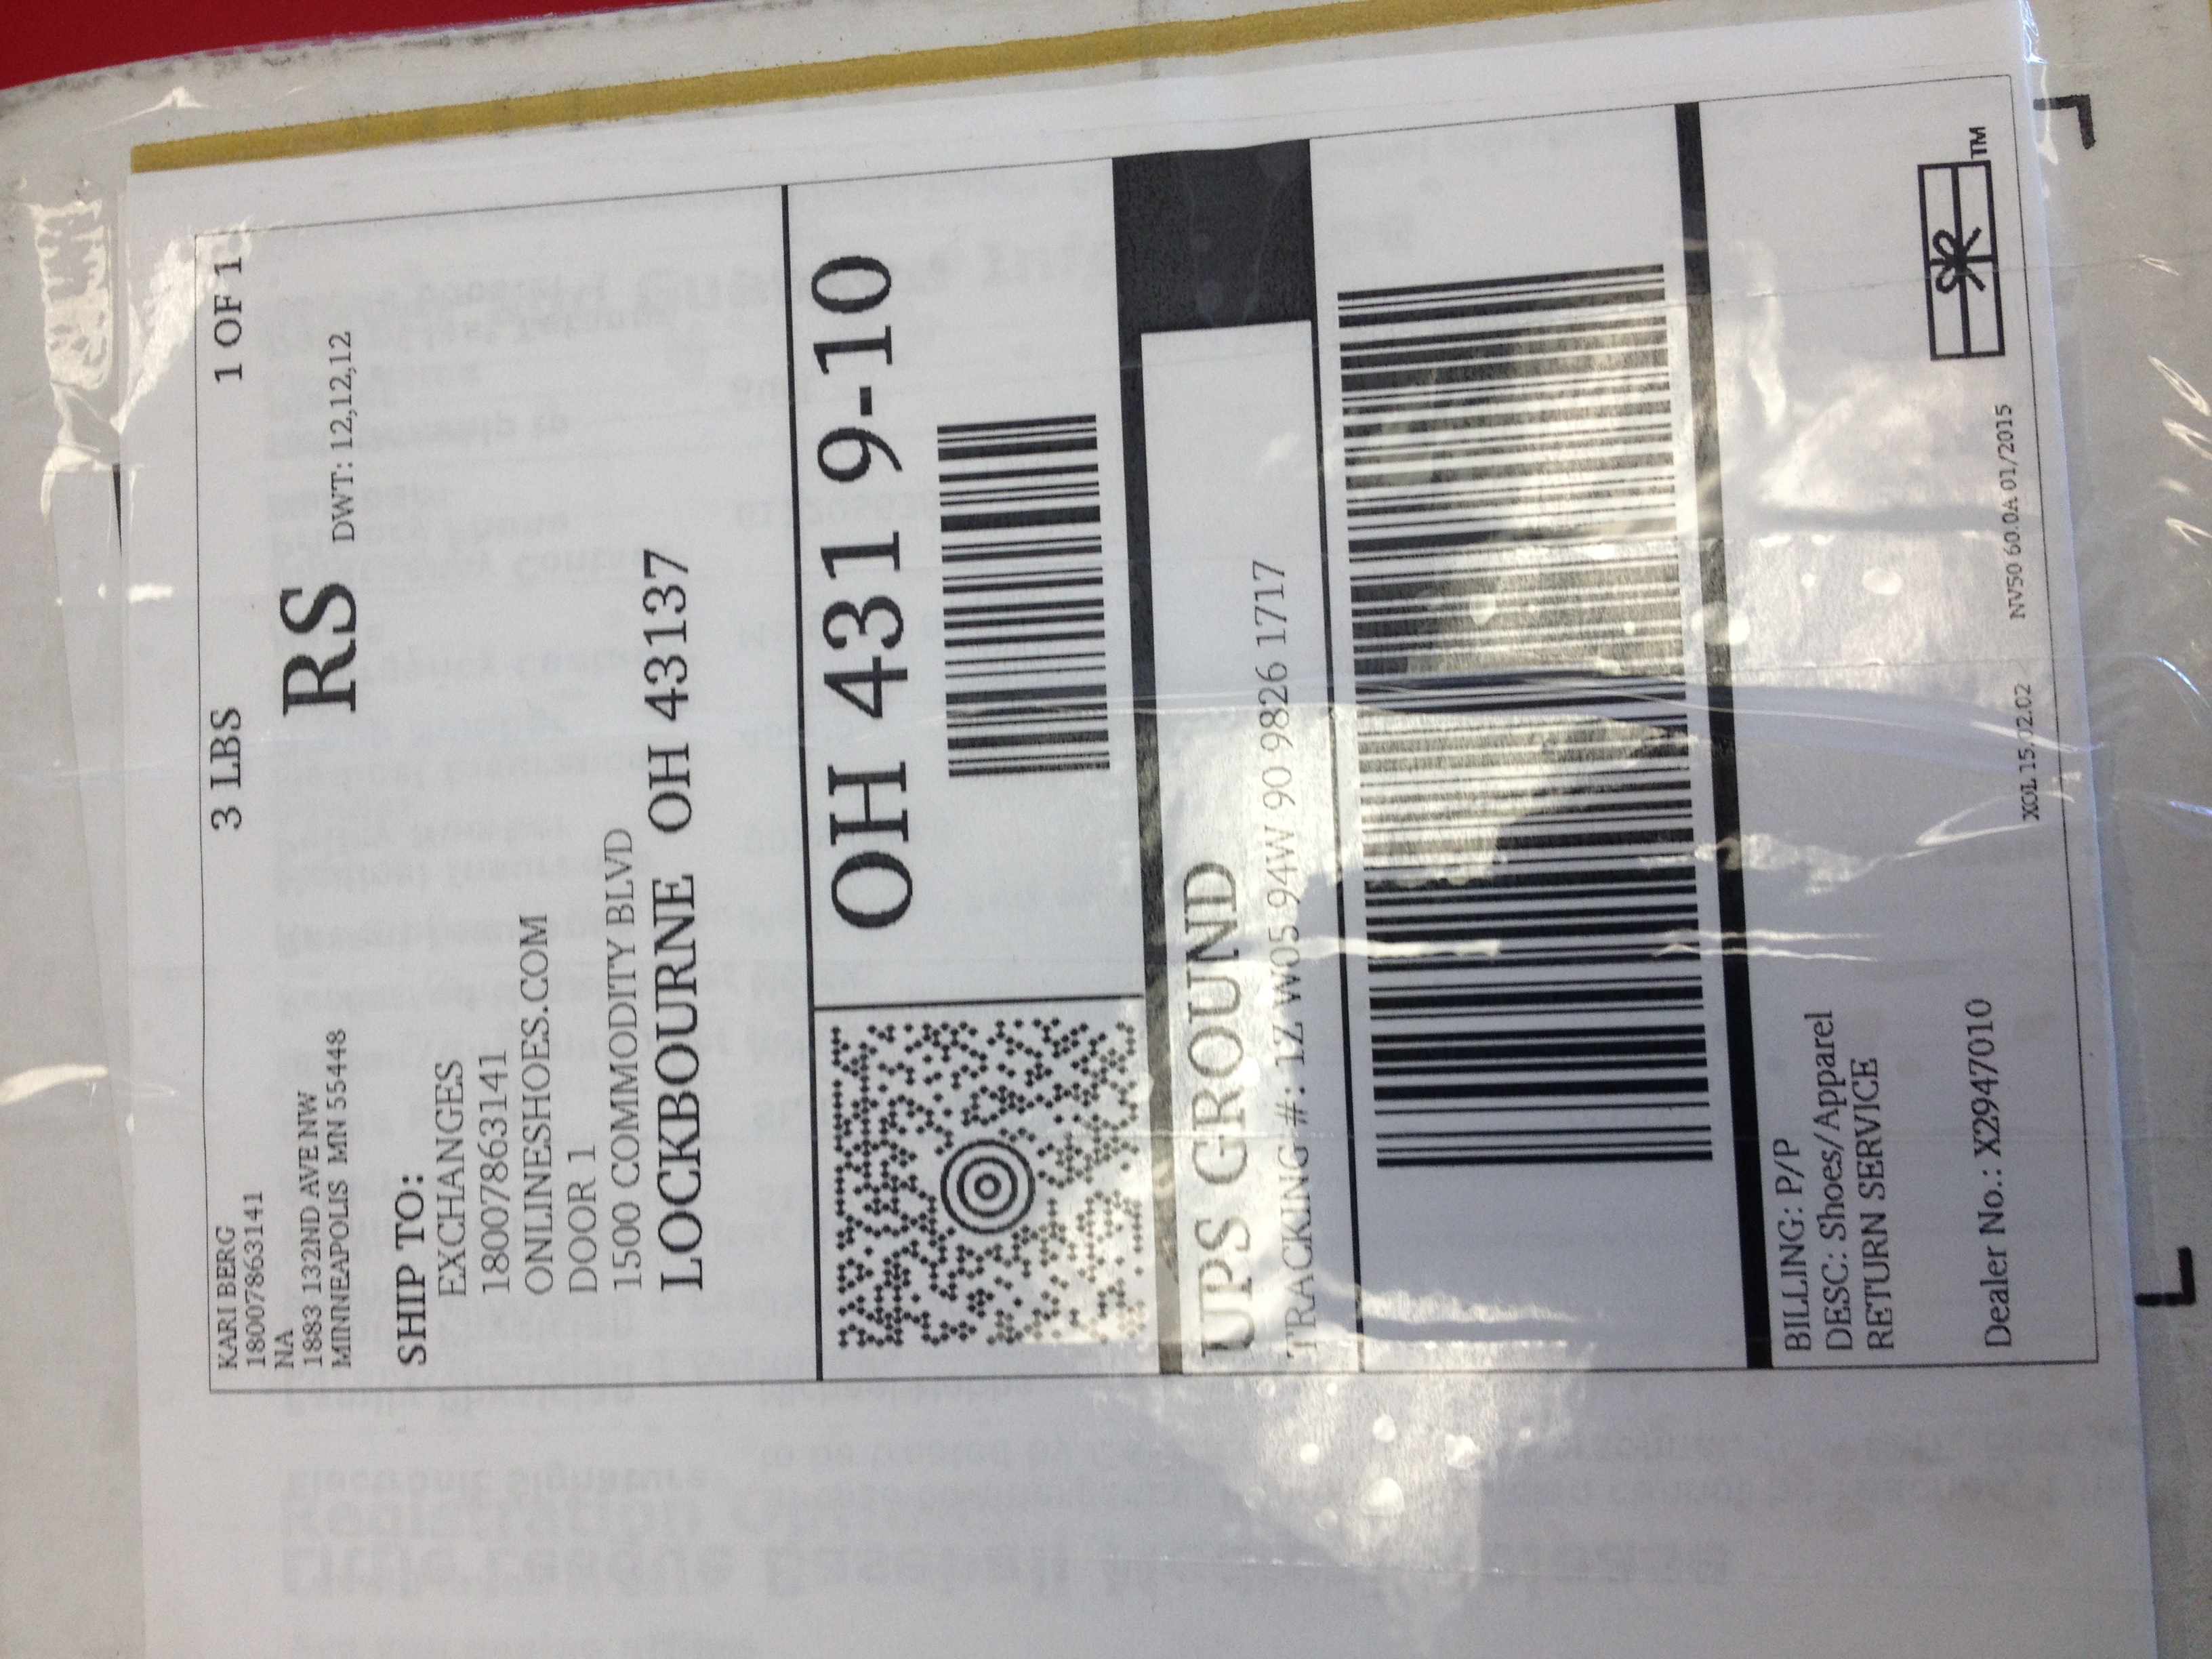 KARI BERG
18007863141
NA
1883 132ND AVE NW
MINNEAPOLIS MN 55448
3 LBS
1 OF 1
RS
DWT: 12,12,12
SHIP TO:
EXCHANGES
18007863141
ONLINESHOES.COM
DOOR 1
1500 COMMODITY BLVD
LOCKBOURNE OH 43137
OH 431 9-10
UPS GROUND
TRACKING #: 1Z W05 94W 90 9826 1717
BILLING: P/P
DESC: Shoes/Apparel
RETURN SERVICE
Dealer No.: X2947010
XOL 15.02.02 NV50 60.0A 01/2015
TM